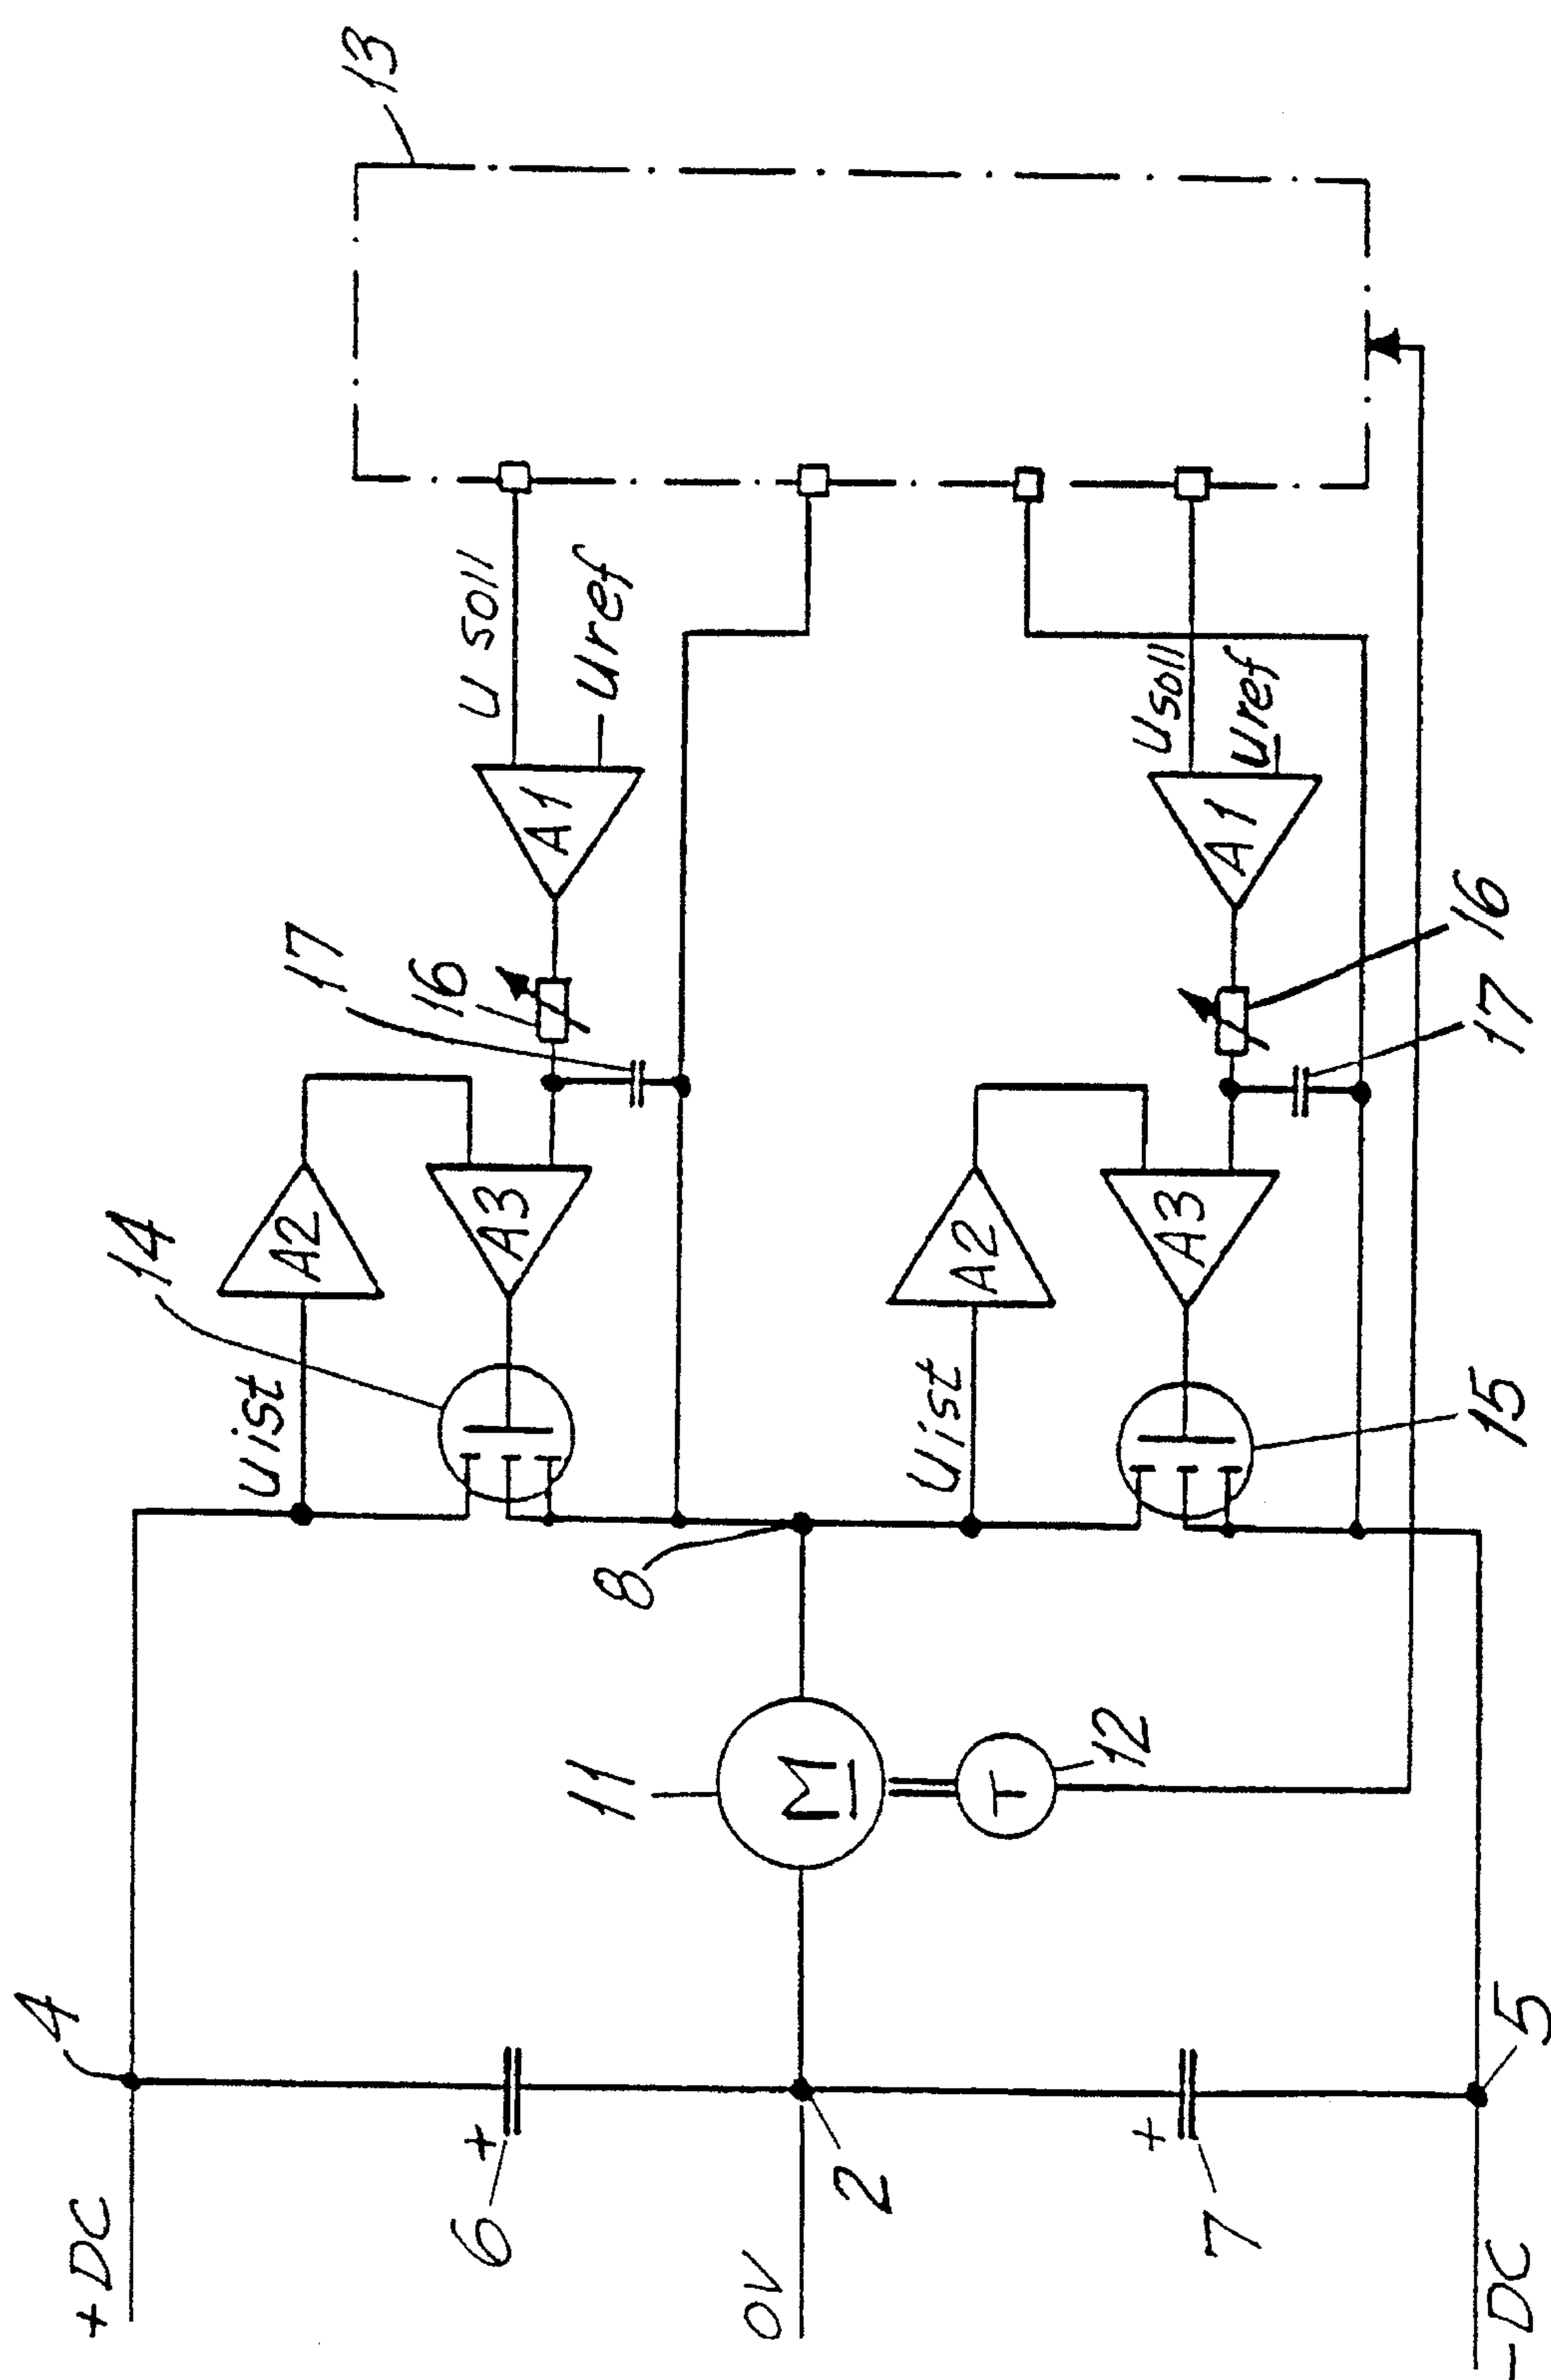 13
U soll
Uref
A1
17
16
A2
A3
14
Uist
Usoll
Uref
A1
16
17
A2
A3
Uist
15
8
11
M
T
12
4
+DC
+
6
0V
2
+
7
5
-DC